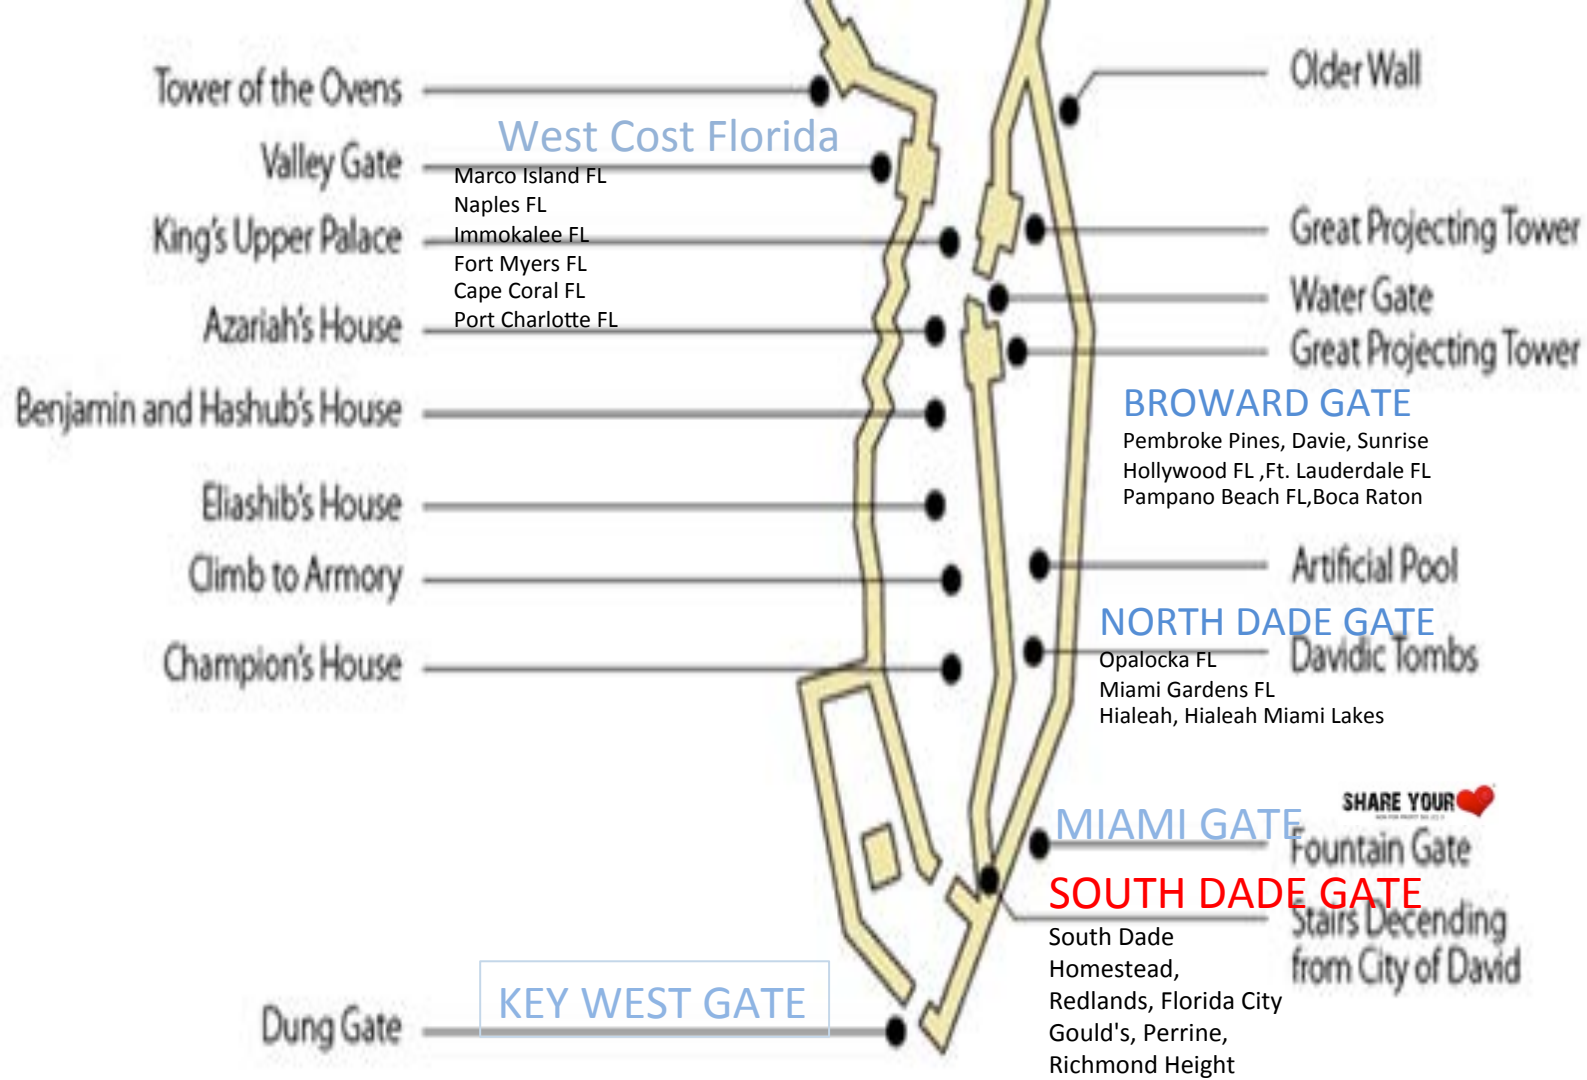 Tower of the Ovens
West Cost Florida
Valley Gate
Marco Island FL
Naples FL
King's Upper Palace
Immokalee FL
Fort Myers FL
Cape Coral FL
Azariah's House
Port Charlotte FL
Benjamin and Hashub's House
Eliashib's House
Climb to Armory
Champion's House
KEY WEST GATE
Dung Gate
Older Wall
Great Projecting Tower
Water Gate
Great Projecting Tower
BROWARD GATE
Pembroke Pines, Davie, Sunrise
Hollywood FL ,Ft. Lauderdale FL
Pampano Beach FL,Boca Raton
Artificial Pool
NORTH DADE GATE
Davidic Tombs
Opalocka FL
Miami Gardens FL
Hialeah, Hialeah Miami Lakes
SHARE YOUR
MIAMI GATE
Fountain Gate
SOUTH DADE GATE
Stairs Decending
from City of David
South Dade
Homestead,
Redlands, Florida City
Gould's, Perrine,
Richmond Height